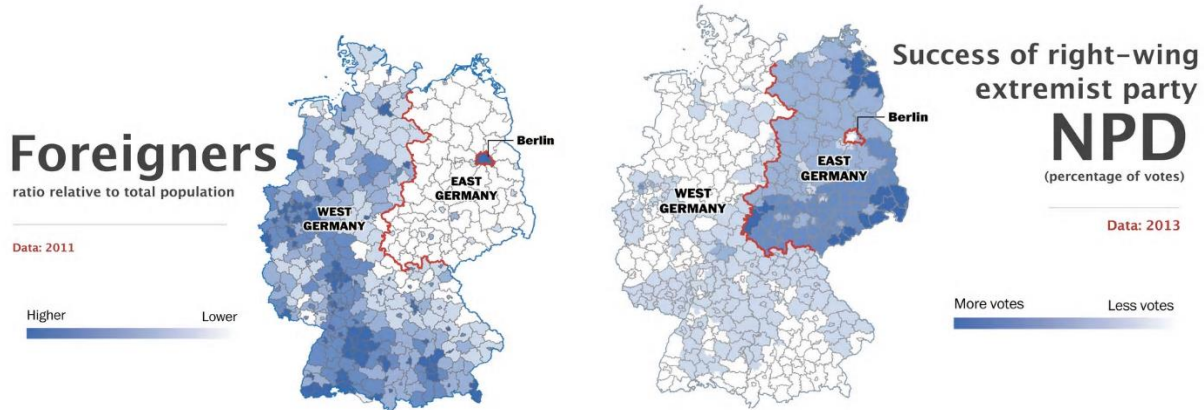 Foreigners
ratio relative to total population
Data: 2011
Higher
Lower
Berlin
EAST
GERMANY
WEST
GERMANY
Success of right-wing
extremist party
NPD
(percentage of votes)
Data: 2013
More votes
Less votes
Berlin
EAST
GERMANY
WEST
GERMANY